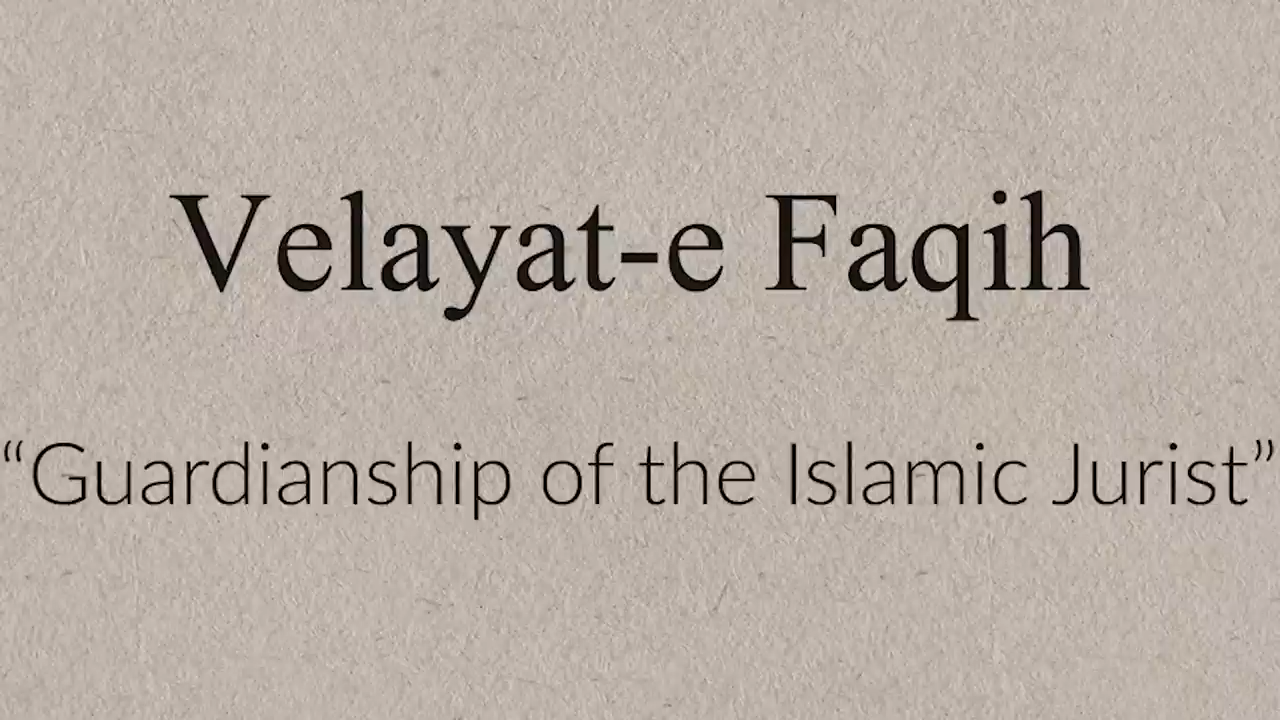 Velayat-e Faqih
“Guardianship of the Islamic Jurist”